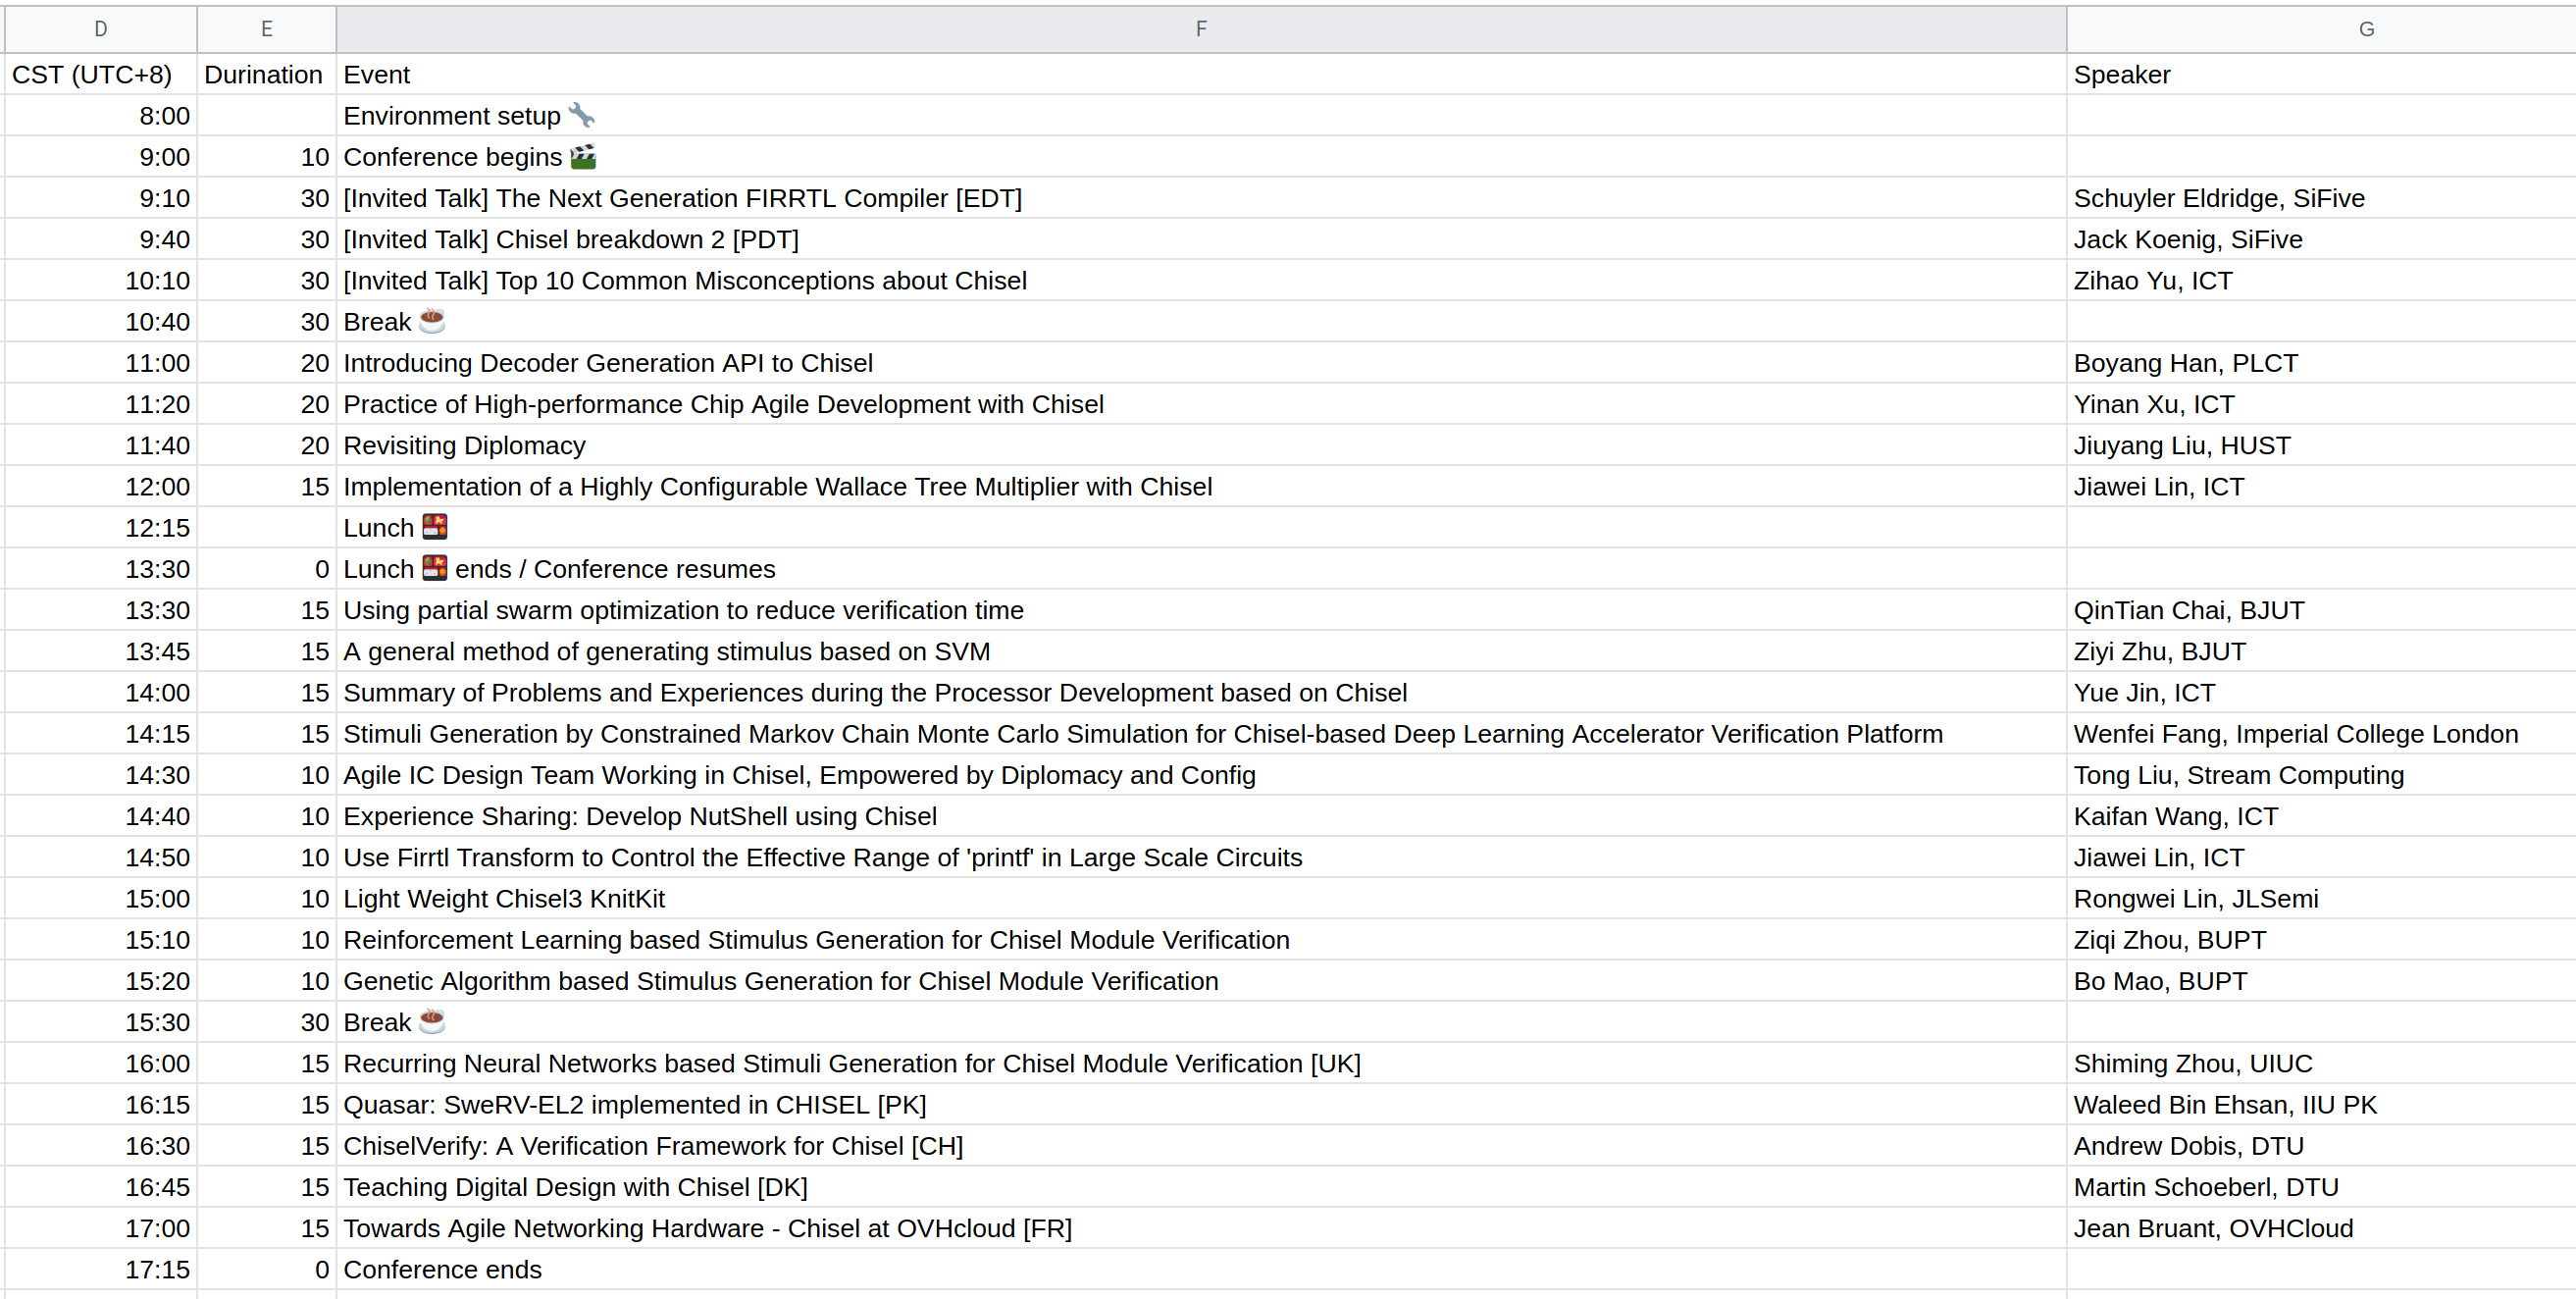 D E F G
CST (UTC+8) Durination Event Speaker
8:00 Environment setup 🔧
9:00 10 Conference begins 🎬
9:10 30 [Invited Talk] The Next Generation FIRRTL Compiler [EDT] Schuyler Eldridge, SiFive
9:40 30 [Invited Talk] Chisel breakdown 2 [PDT] Jack Koenig, SiFive
10:10 30 [Invited Talk] Top 10 Common Misconceptions about Chisel Zihao Yu, ICT
10:40 30 Break ☕
11:00 20 Introducing Decoder Generation API to Chisel Boyang Han, PLCT
11:20 20 Practice of High-performance Chip Agile Development with Chisel Yinan Xu, ICT
11:40 20 Revisiting Diplomacy Jiuyang Liu, HUST
12:00 15 Implementation of a Highly Configurable Wallace Tree Multiplier with Chisel Jiawei Lin, ICT
12:15 Lunch 🍱
13:30 0 Lunch 🍱 ends / Conference resumes
13:30 15 Using partial swarm optimization to reduce verification time QinTian Chai, BJUT
13:45 15 A general method of generating stimulus based on SVM Ziyi Zhu, BJUT
14:00 15 Summary of Problems and Experiences during the Processor Development based on Chisel Yue Jin, ICT
14:15 15 Stimuli Generation by Constrained Markov Chain Monte Carlo Simulation for Chisel-based Deep Learning Accelerator Verification Platform Wenfei Fang, Imperial College London
14:30 10 Agile IC Design Team Working in Chisel, Empowered by Diplomacy and Config Tong Liu, Stream Computing
14:40 10 Experience Sharing: Develop NutShell using Chisel Kaifan Wang, ICT
14:50 10 Use Firrtl Transform to Control the Effective Range of 'printf' in Large Scale Circuits Jiawei Lin, ICT
15:00 10 Light Weight Chisel3 KnitKit Rongwei Lin, JLSemi
15:10 10 Reinforcement Learning based Stimulus Generation for Chisel Module Verification Ziqi Zhou, BUPT
15:20 10 Genetic Algorithm based Stimulus Generation for Chisel Module Verification Bo Mao, BUPT
15:30 30 Break ☕
16:00 15 Recurring Neural Networks based Stimuli Generation for Chisel Module Verification [UK] Shiming Zhou, UIUC
16:15 15 Quasar: SweRV-EL2 implemented in CHISEL [PK] Waleed Bin Ehsan, IIU PK
16:30 15 ChiselVerify: A Verification Framework for Chisel [CH] Andrew Dobis, DTU
16:45 15 Teaching Digital Design with Chisel [DK] Martin Schoeberl, DTU
17:00 15 Towards Agile Networking Hardware - Chisel at OVHcloud [FR] Jean Bruant, OVHCloud
17:15 0 Conference ends